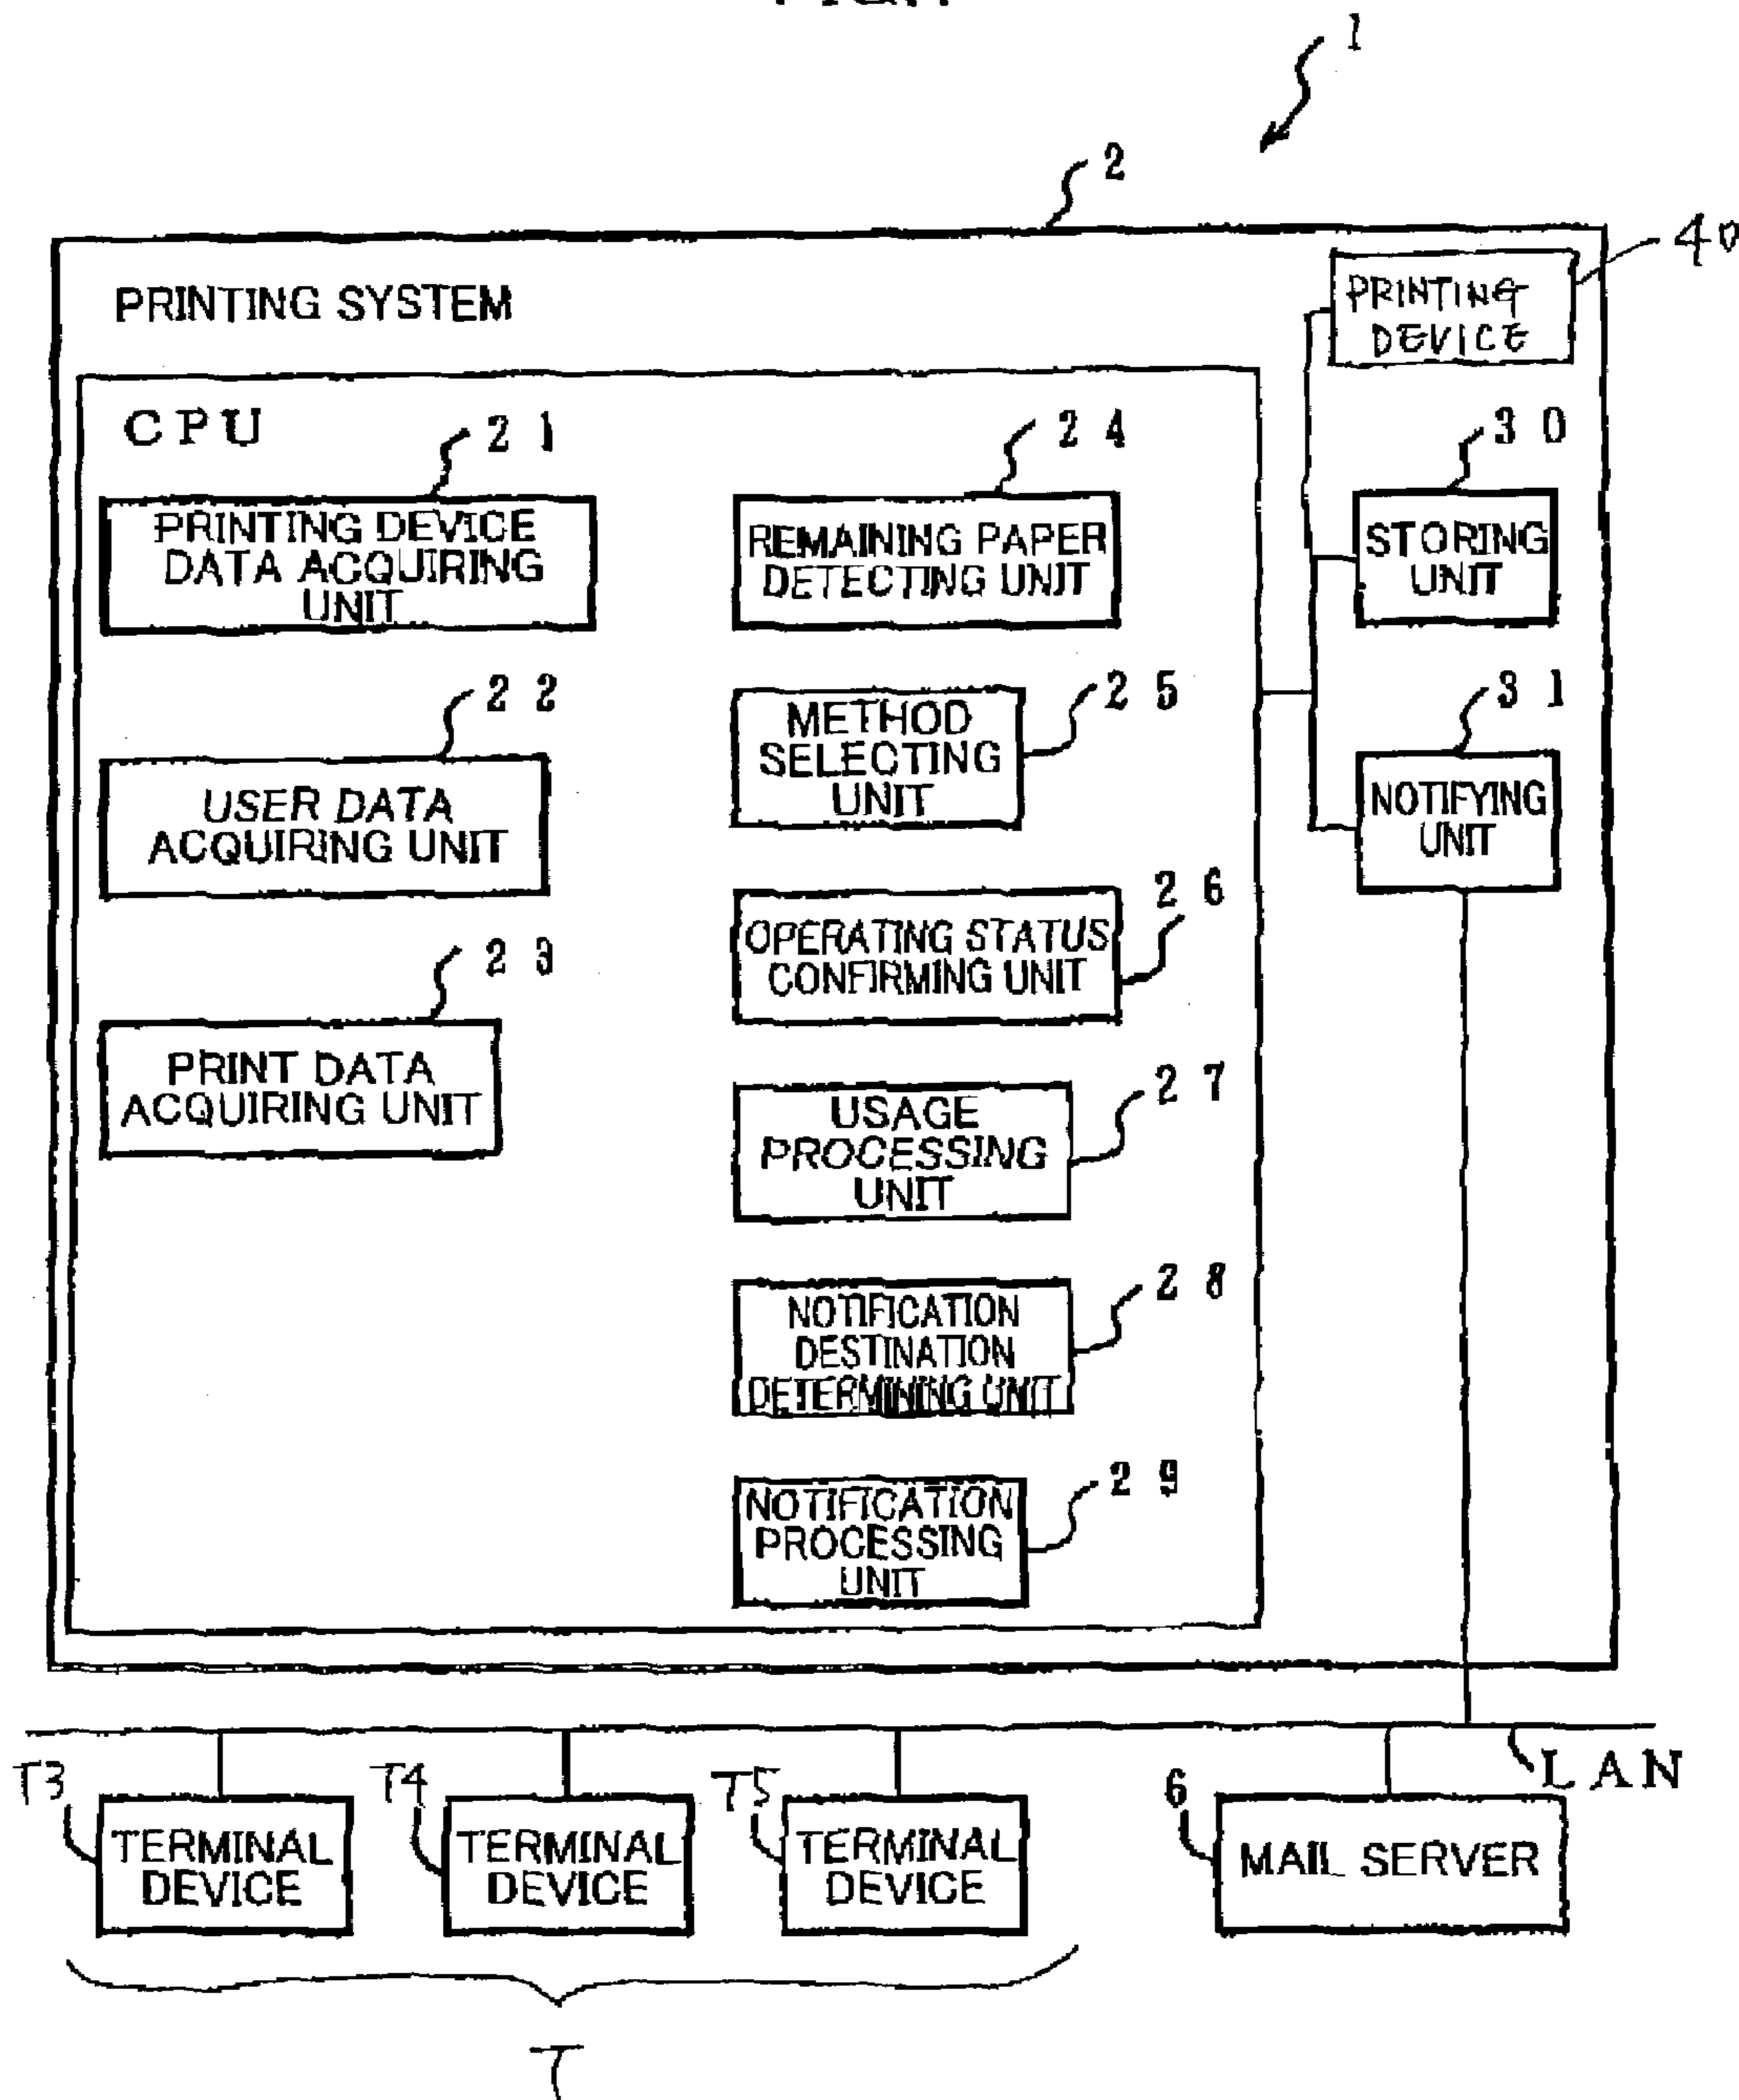 1
2
40
PRINTING SYSTEM
PRINTING
DEVICE
CPU
21
24
30
PRINTING DEVICE
DATA ACQUIRING
UNIT
REMAINING PAPER
DETECTING UNIT
STORING
UNIT
22
25
31
USER DATA
ACQUIRING UNIT
METHOD
SELECTING
UNIT
NOTIFYING
UNIT
23
26
OPERATING STATUS
CONFIRMING UNIT
PRINT DATA
ACQUIRING UNIT
27
USAGE
PROCESSING
UNIT
28
NOTIFICATION
DESTINATION
DETERMINING UNIT
29
NOTIFICATION
PROCESSING
UNIT
LAN
T3
T4
T5
6
TERMINAL
DEVICE
TERMINAL
DEVICE
TERMINAL
DEVICE
MAIL SERVER
T